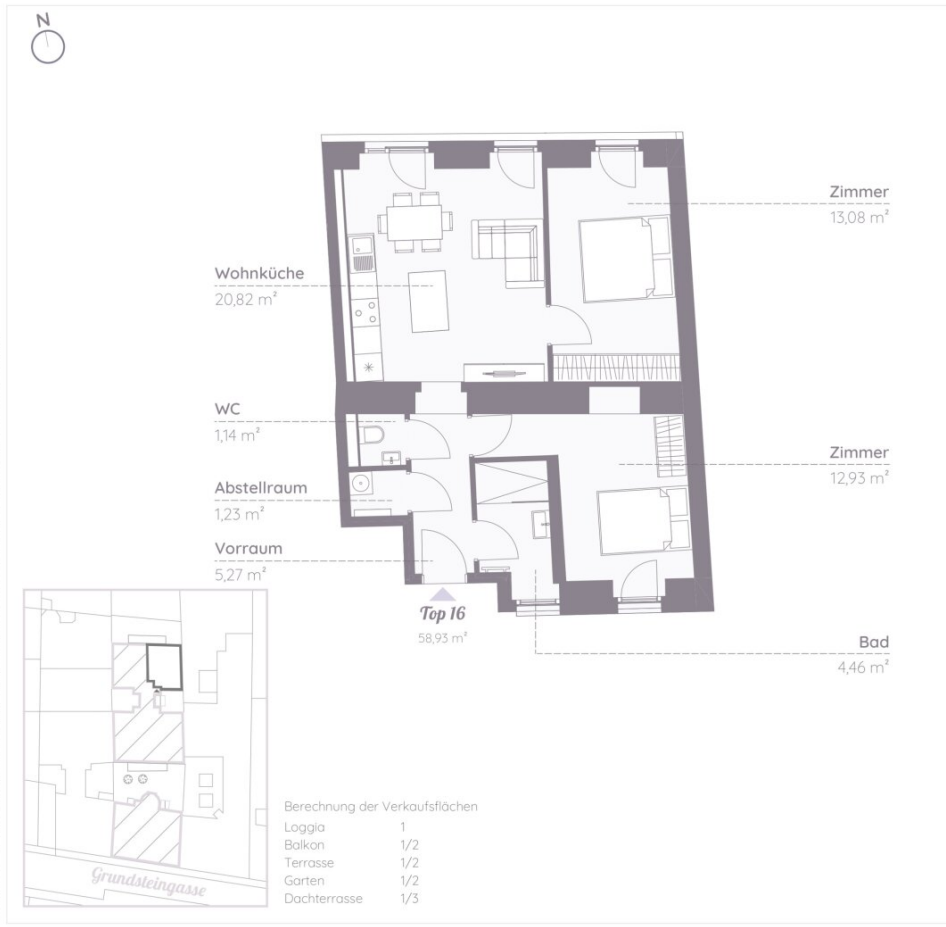 N
Zimmer
13,08 m²
Wohnküche
20,82 m²
WC
1,14 m²
Zimmer
12,93 m²
Abstellraum
1,23 m²
Vorraum
5,27 m²
Top 16
58,93 m²
Bad
4,46 m²
Grundsteingasse
Berechnung der Verkaufsflächen
Loggia 1
Balkon 1/2
Terrasse 1/2
Garten 1/2
Dachterrasse 1/3